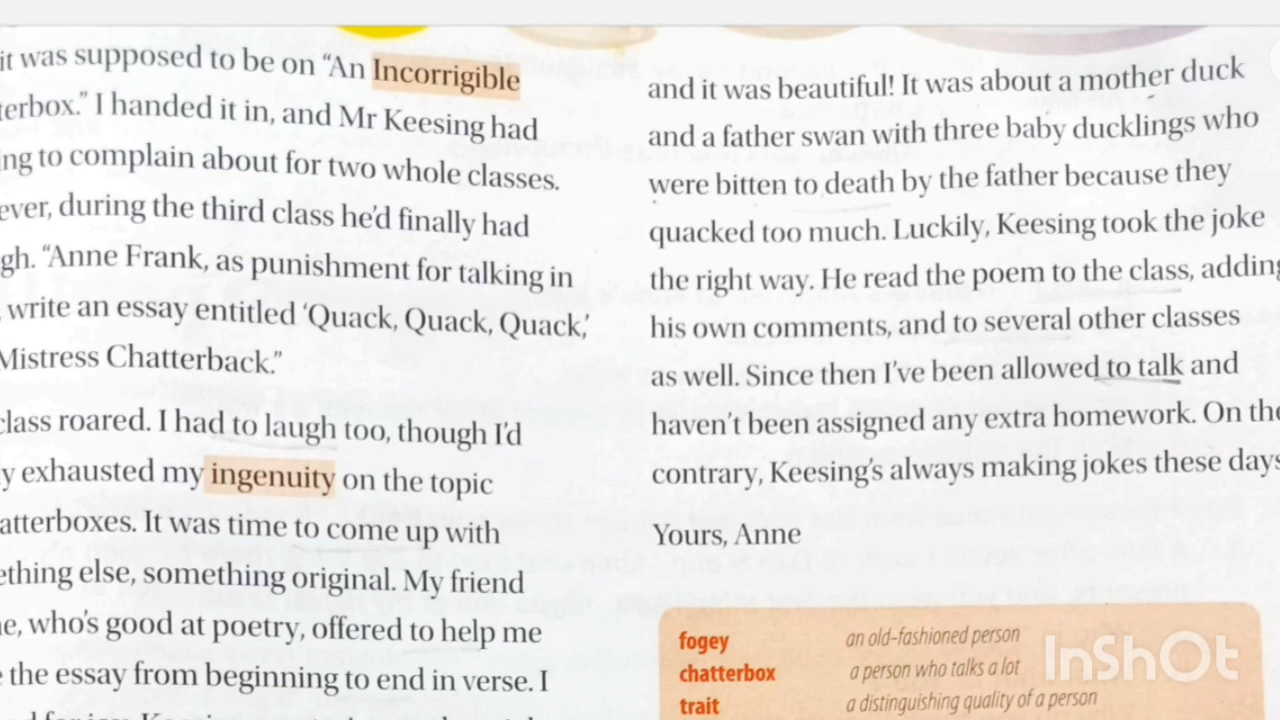 it was supposed to be on “An Incorrigible
terbox.” I handed it in, and Mr Keesing had
ing to complain about for two whole classes.
ever, during the third class he’d finally had
gh. “Anne Frank, as punishment for talking in
, write an essay entitled ‘Quack, Quack, Quack,’
Mistress Chatterback.”
class roared. I had to laugh too, though I’d
y exhausted my ingenuity on the topic
atterboxes. It was time to come up with
ething else, something original. My friend
e, who’s good at poetry, offered to help me
the essay from beginning to end in verse. I
and it was beautiful! It was about a mother duck
and a father swan with three baby ducklings who
were bitten to death by the father because they
quacked too much. Luckily, Keesing took the joke
the right way. He read the poem to the class, adding
his own comments, and to several other classes
as well. Since then I’ve been allowed to talk and
haven’t been assigned any extra homework. On the
contrary, Keesing’s always making jokes these days
Yours, Anne
fogey an old-fashioned person
chatterbox a person who talks a lot
trait a distinguishing quality of a person
InShOt